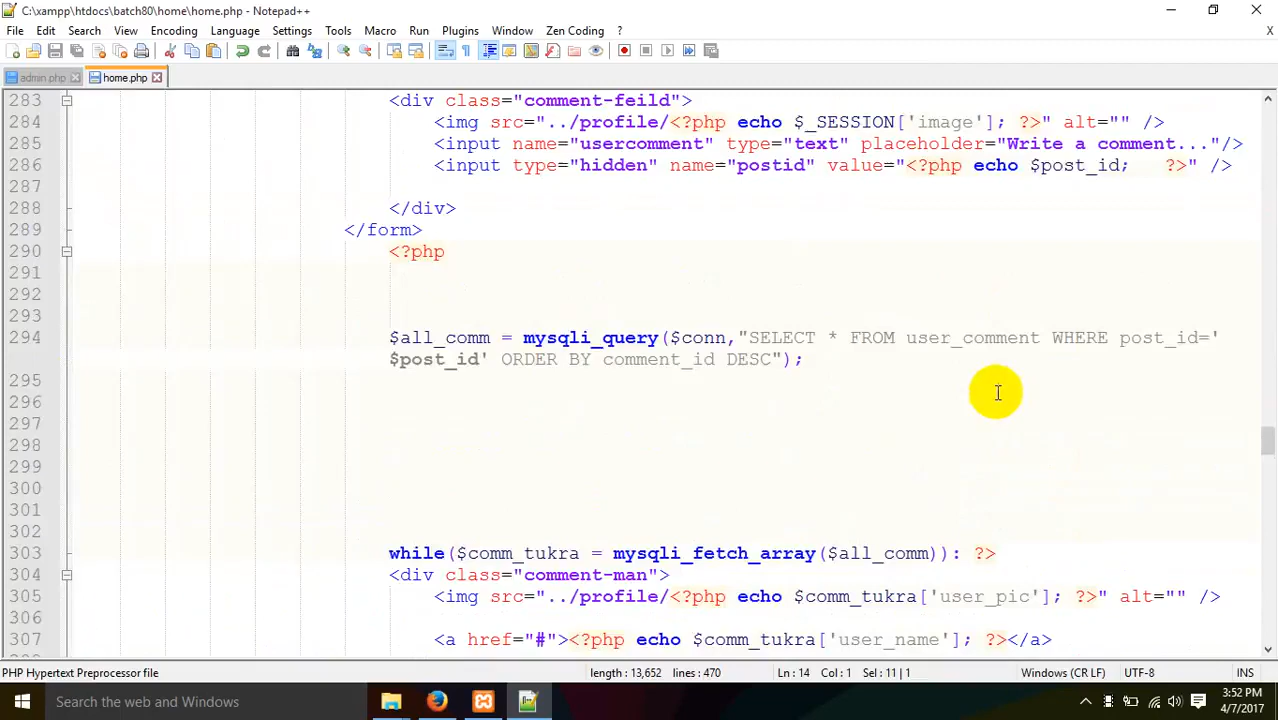 C:\xampp\htdocs\batch80\home\home.php - Notepad++
File Edit Search View Encoding Language Settings Tools Macro Run Plugins Window Zen Coding ? X
admin.php home.php
283 <div class="comment-feild">
284 <img src="../profile/<?php echo $_SESSION['image']; ?>" alt="" />
285 <input name="usercomment" type="text" placeholder="Write a comment..."/>
286 <input type="hidden" name="postid" value="<?php echo $post_id; ?>" />
287
288 </div>
289 </form>
290 <?php
291
292
293
294 $all_comm = mysqli_query($conn,"SELECT * FROM user_comment WHERE post_id='
$post_id' ORDER BY comment_id DESC");
295
296
297
298
299
300
301
302
303 while($comm_tukra = mysqli_fetch_array($all_comm)): ?>
304 <div class="comment-man">
305 <img src="../profile/<?php echo $comm_tukra['user_pic']; ?>" alt="" />
306
307 <a href="#"><?php echo $comm_tukra['user_name']; ?></a>
PHP Hypertext Preprocessor file length : 13,652 lines : 470 Ln : 14 Col : 1 Sel : 11 | 1 Windows (CR LF) UTF-8 INS
Search the web and Windows
3:52 PM
4/7/2017